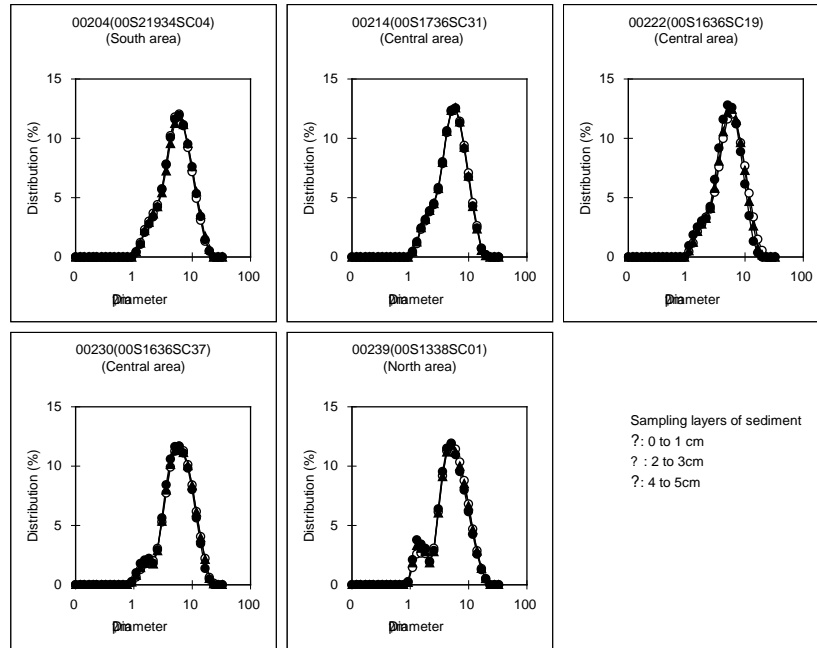 00204(00S21934SC04)
(South area)
15
10
5
0
0 1 10 100
Distribution (%)
Diameter
00214(00S1736SC31)
(Central area)
15
10
5
0
0 1 10 100
Distribution (%)
Diameter
00222(00S1636SC19)
(Central area)
15
10
5
0
0 1 10 100
Distribution (%)
Diameter
00230(00S1636SC37)
(Central area)
15
10
5
0
0 1 10 100
Distribution (%)
Diameter
00239(00S1338SC01)
(North area)
15
10
5
0
0 1 10 100
Distribution (%)
Diameter
Sampling layers of sediment
?: 0 to 1 cm
? : 2 to 3cm
?: 4 to 5cm